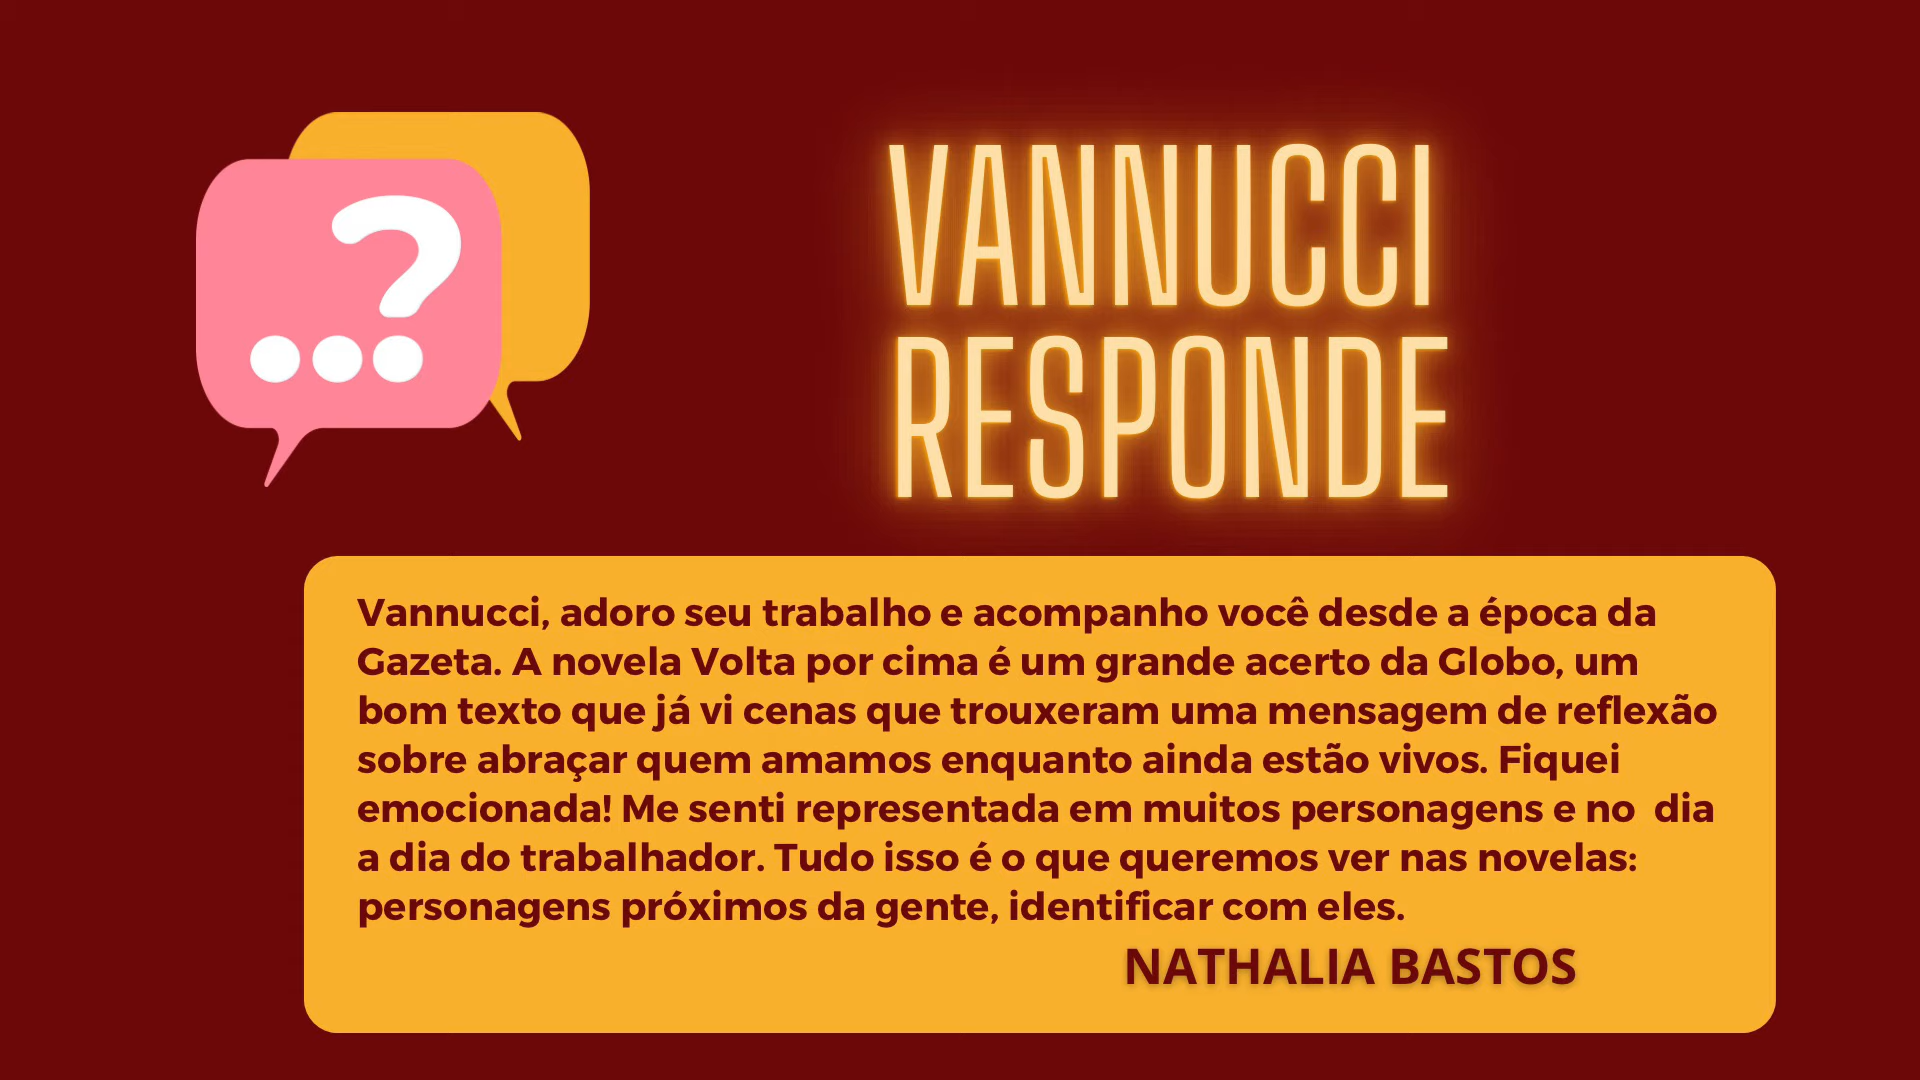 ...?
VANNUCCI
RESPONDE
Vannucci, adoro seu trabalho e acompanho você desde a época da
Gazeta. A novela Volta por cima é um grande acerto da Globo, um
bom texto que já vi cenas que trouxeram uma mensagem de reflexão
sobre abraçar quem amamos enquanto ainda estão vivos. Fiquei
emocionada! Me senti representada em muitos personagens e no  dia
a dia do trabalhador. Tudo isso é o que queremos ver nas novelas:
personagens próximos da gente, identificar com eles.
NATHALIA BASTOS